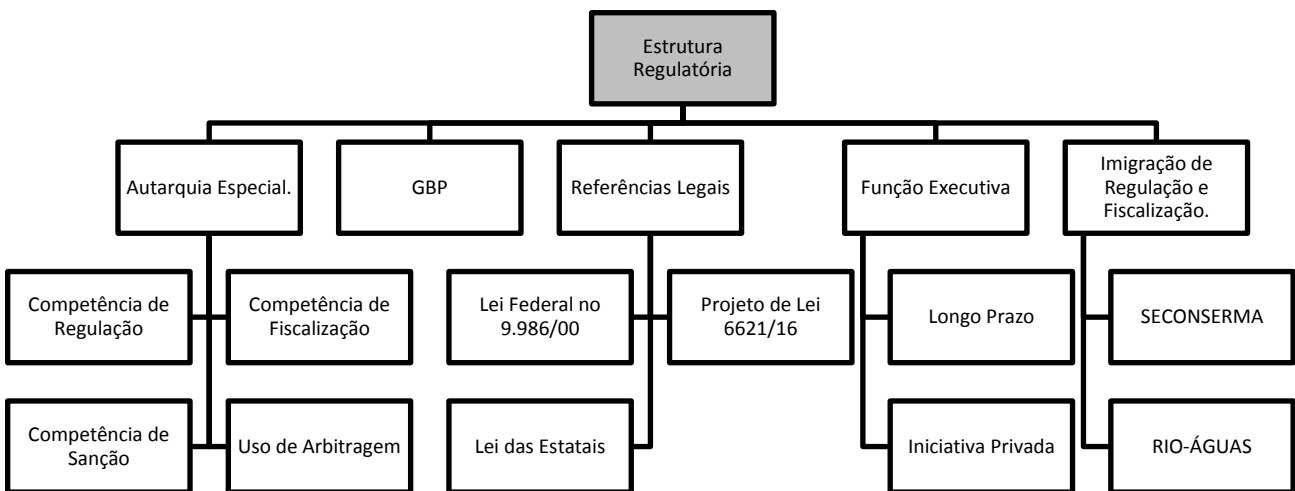 Estrutura
Regulatória
Autarquia Especial.
GBP
Referências Legais
Função Executiva
Imigração de
Regulação e
Fiscalização.
Competência de
Regulação
Competência de
Fiscalização
Lei Federal no
9.986/00
Projeto de Lei
6621/16
Longo Prazo
SECONSERMA
Competência de
Sanção
Uso de Arbitragem
Lei das Estatais
Iniciativa Privada
RIO-ÁGUAS